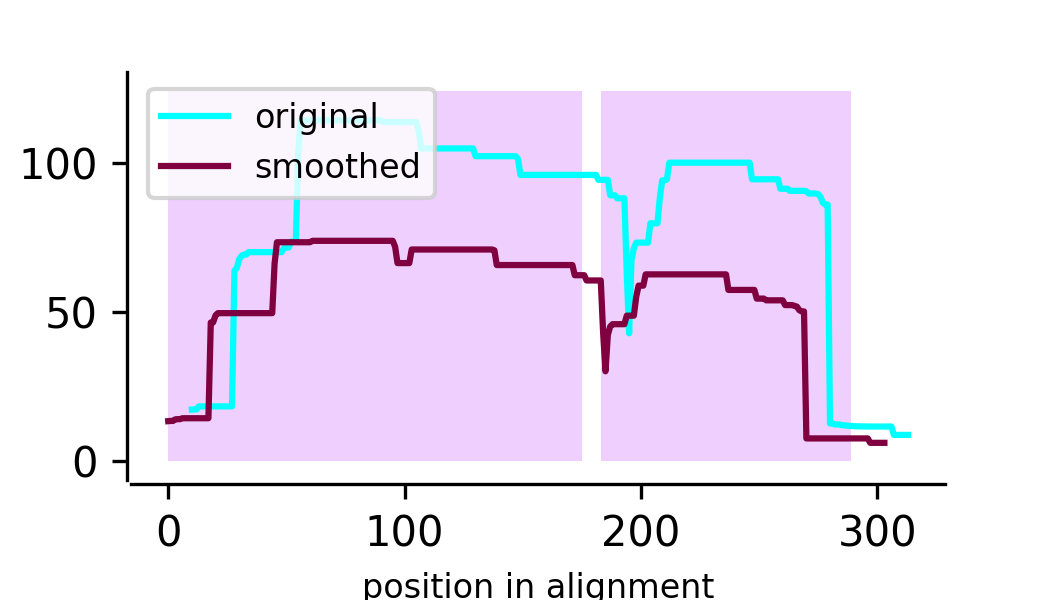 original
smoothed
100
50
0
0 100 200 300
position in alignment